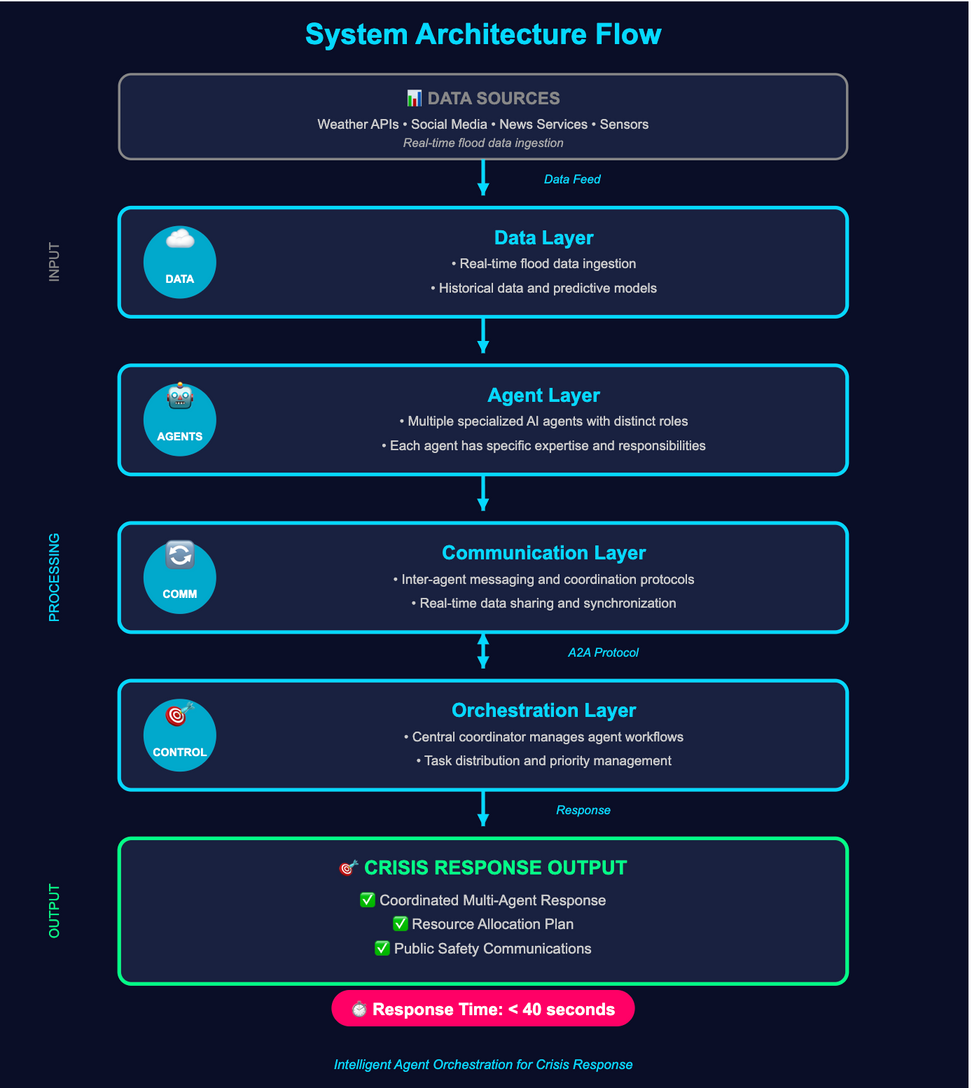 System Architecture Flow
📊 DATA SOURCES
Weather APIs • Social Media • News Services • Sensors
Real-time flood data ingestion
Data Feed
INPUT
DATA
Data Layer
• Real-time flood data ingestion
• Historical data and predictive models
AGENTS
Agent Layer
• Multiple specialized AI agents with distinct roles
• Each agent has specific expertise and responsibilities
PROCESSING
COMM
Communication Layer
• Inter-agent messaging and coordination protocols
• Real-time data sharing and synchronization
A2A Protocol
CONTROL
Orchestration Layer
• Central coordinator manages agent workflows
• Task distribution and priority management
Response
OUTPUT
🎯 CRISIS RESPONSE OUTPUT
✅ Coordinated Multi-Agent Response
✅ Resource Allocation Plan
✅ Public Safety Communications
⏱️ Response Time: < 40 seconds
Intelligent Agent Orchestration for Crisis Response